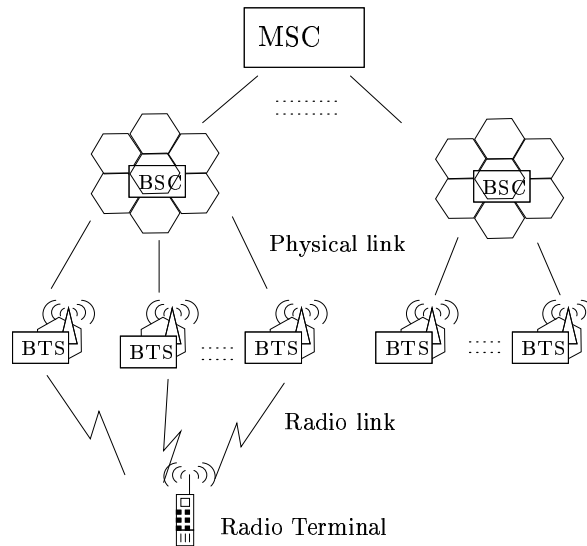 MSC
BSC
BSC
Physical link
BTS
BTS
BTS
BTS
BTS
Radio link
Radio Terminal